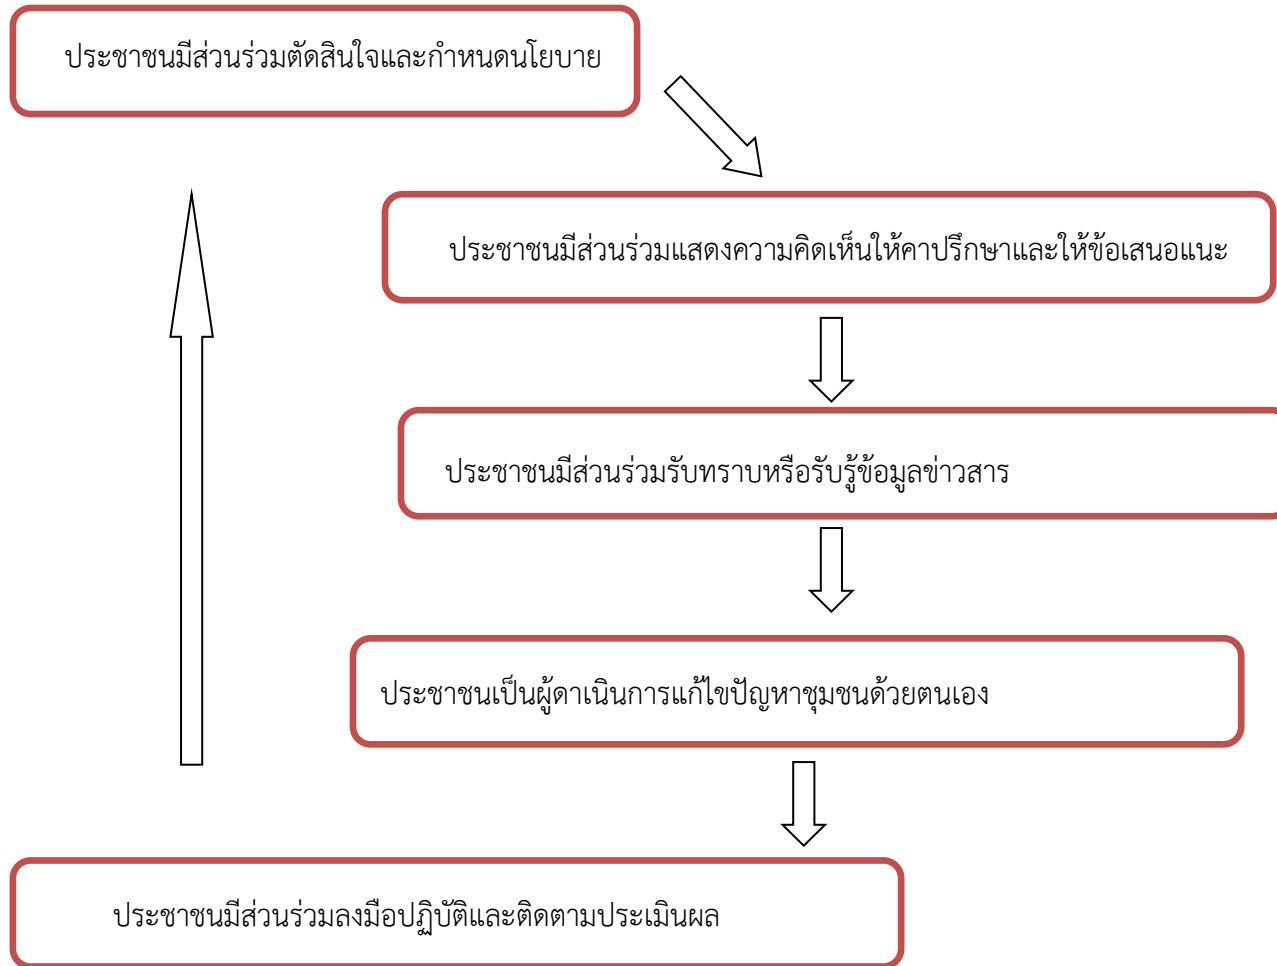 ประชาชนมีส่วนร่วมตัดสินใจและกำหนดนโยบาย
ประชาชนมีส่วนร่วมแสดงความคิดเห็นให้คาปรึกษาและให้ข้อเสนอแนะ
ประชาชนมีส่วนร่วมรับทราบหรือรับรู้ข้อมูลข่าวสาร
ประชาชนเป็นผู้ดาเนินการแก้ไขปัญหาชุมชนด้วยตนเอง
ประชาชนมีส่วนร่วมลงมือปฏิบัติและติดตามประเมินผล